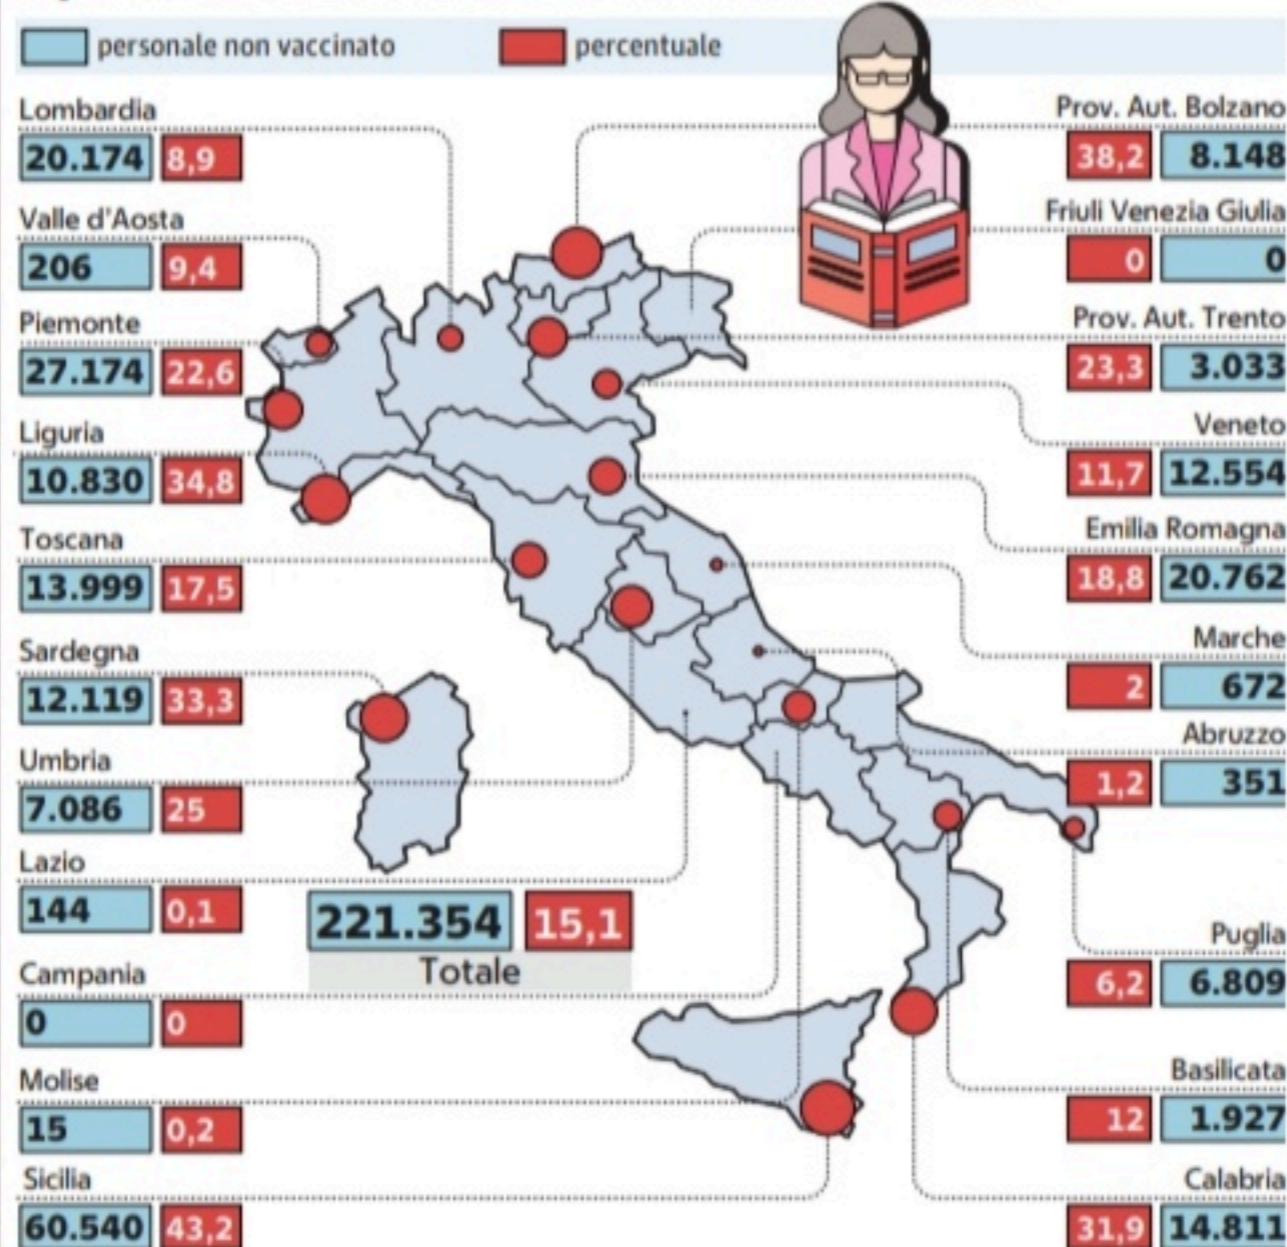 personale non vaccinato
percentuale
Lombardia
20.174 8,9
Valle d'Aosta
206 9,4
Piemonte
27.174 22,6
Liguria
10.830 34,8
Toscana
13.999 17,5
Sardegna
12.119 33,3
Umbria
7.086 25
Lazio
144 0,1
Campania
0 0
Molise
15 0,2
Sicilia
60.540 43,2
221.354 15,1
Totale
Prov. Aut. Bolzano
38,2 8.148
Friuli Venezia Giulia
0 0
Prov. Aut. Trento
23,3 3.033
Veneto
11,7 12.554
Emilia Romagna
18,8 20.762
Marche
2 672
Abruzzo
1,2 351
Puglia
6,2 6.809
Basilicata
12 1.927
Calabria
31,9 14.811